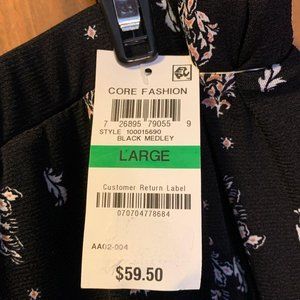 CORE FASHION
7 26895 79055 9
STYLE 100015690
BLACK MEDLEY
LARGE
Customer Return Label
070704778684
AA02-004
$59.50